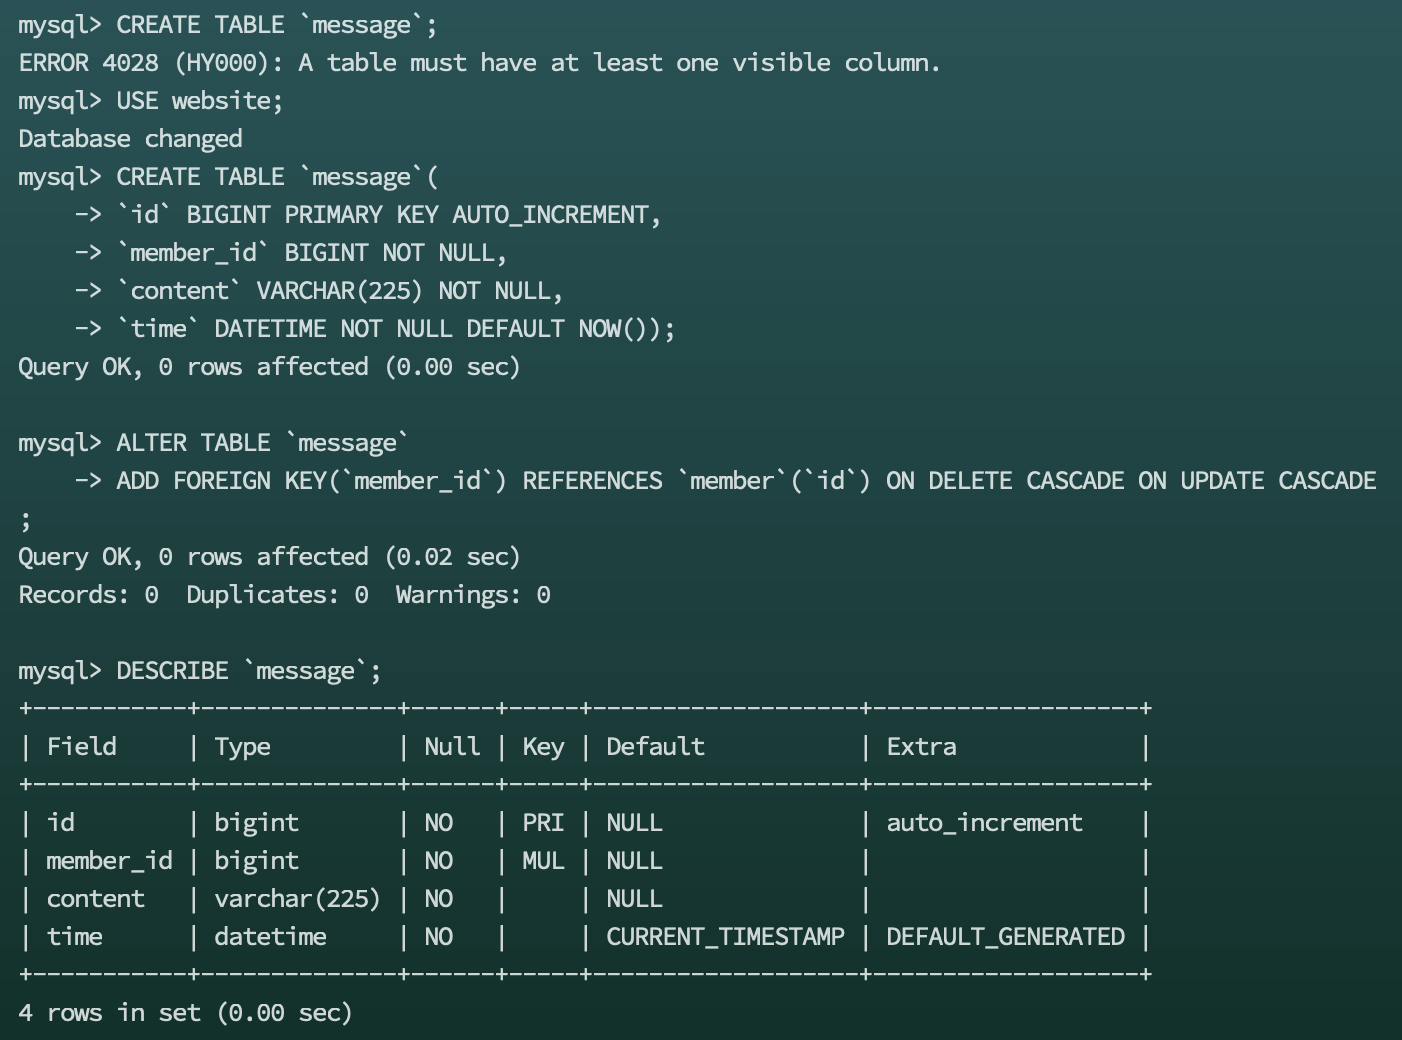 mysql> CREATE TABLE `message`;
ERROR 4028 (HY000): A table must have at least one visible column.
mysql> USE website;
Database changed
mysql> CREATE TABLE `message`(
    -> `id` BIGINT PRIMARY KEY AUTO_INCREMENT,
    -> `member_id` BIGINT NOT NULL,
    -> `content` VARCHAR(225) NOT NULL,
    -> `time` DATETIME NOT NULL DEFAULT NOW());
Query OK, 0 rows affected (0.00 sec)

mysql> ALTER TABLE `message`
    -> ADD FOREIGN KEY(`member_id`) REFERENCES `member`(`id`) ON DELETE CASCADE ON UPDATE CASCADE
;
Query OK, 0 rows affected (0.02 sec)
Records: 0  Duplicates: 0  Warnings: 0

mysql> DESCRIBE `message`;
+-----------+--------------+------+-----+-------------------+-------------------+
| Field     | Type         | Null | Key | Default           | Extra             |
+-----------+--------------+------+-----+-------------------+-------------------+
| id        | bigint       | NO   | PRI | NULL              | auto_increment    |
| member_id | bigint       | NO   | MUL | NULL              |                   |
| content   | varchar(225) | NO   |     | NULL              |                   |
| time      | datetime     | NO   |     | CURRENT_TIMESTAMP | DEFAULT_GENERATED |
+-----------+--------------+------+-----+-------------------+-------------------+
4 rows in set (0.00 sec)